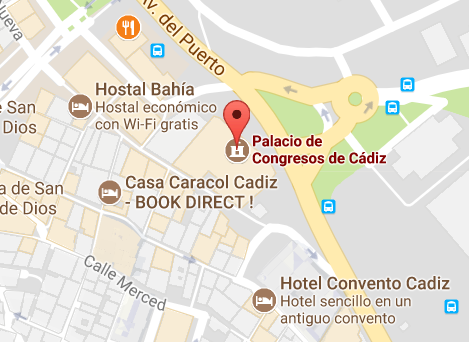 Nueva
Av. del Puerto
Hostal Bahía
Hostal económico
con Wi-Fi gratis
de San
Dios
Palacio de
Congresos de Cádiz
Casa Caracol Cadiz
- BOOK DIRECT !
a de San
de Dios
Calle Merced
Hotel Convento Cadiz
Hotel sencillo en un
antiguo convento